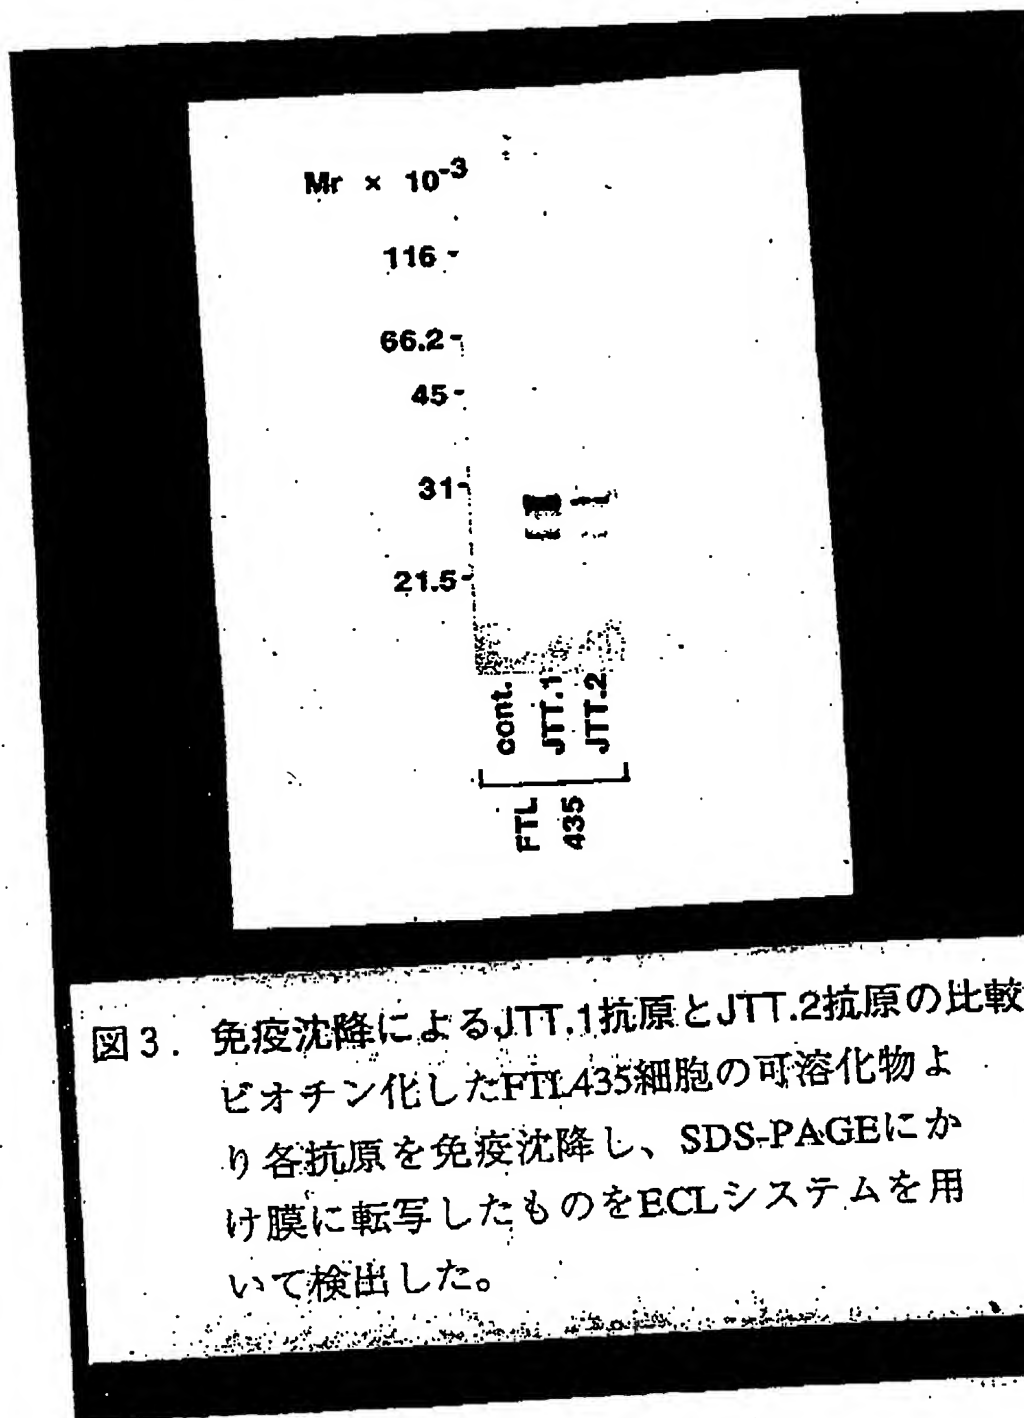 Mr × 10-3
116 -
66.2 -
45 -
31 -
21.5 -
cont.
JTT.1
JTT.2
FTL
435
図3. 免疫沈降によるJTT.1抗原とJTT.2抗原の比較
ビオチン化したFTL435細胞の可溶化物よ
り各抗原を免疫沈降し、SDS-PAGEにか
け膜に転写したものをECLシステムを用
いて検出した。